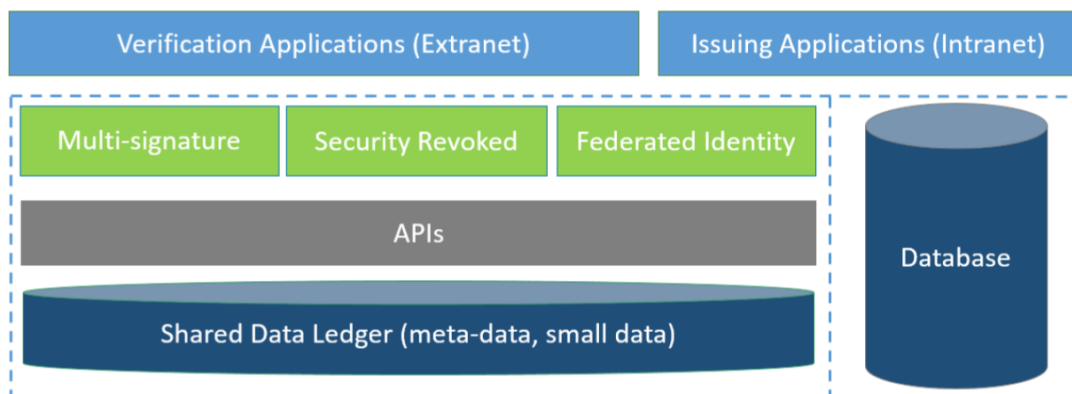 Verification Applications (Extranet)
Issuing Applications (Intranet)
Multi-signature
Security Revoked
Federated Identity
APIs
Database
Shared Data Ledger (meta-data, small data)